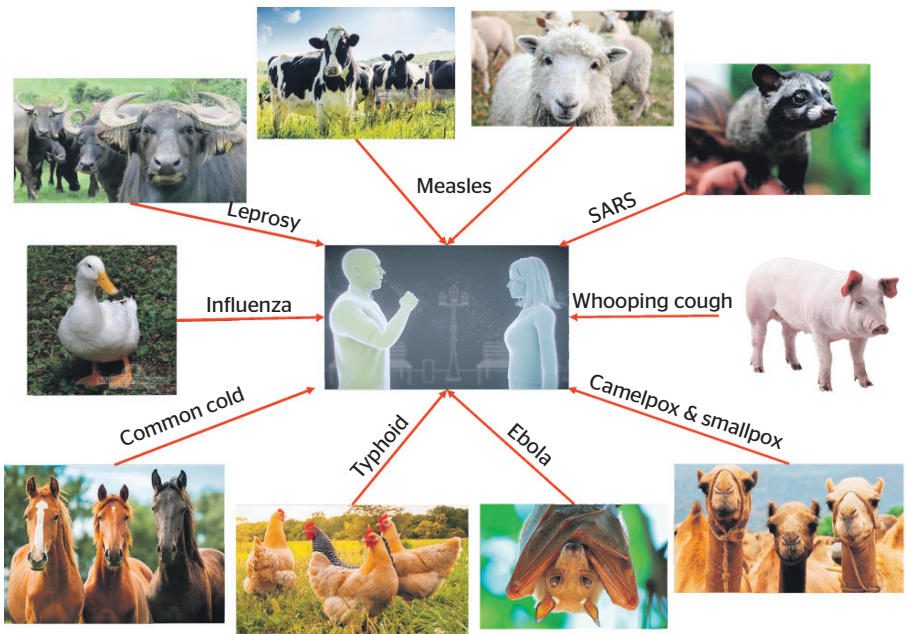 Measles
Leprosy
SARS
Influenza
Whooping cough
Common cold
Camelpox & smallpox
Typhoid
Ebola